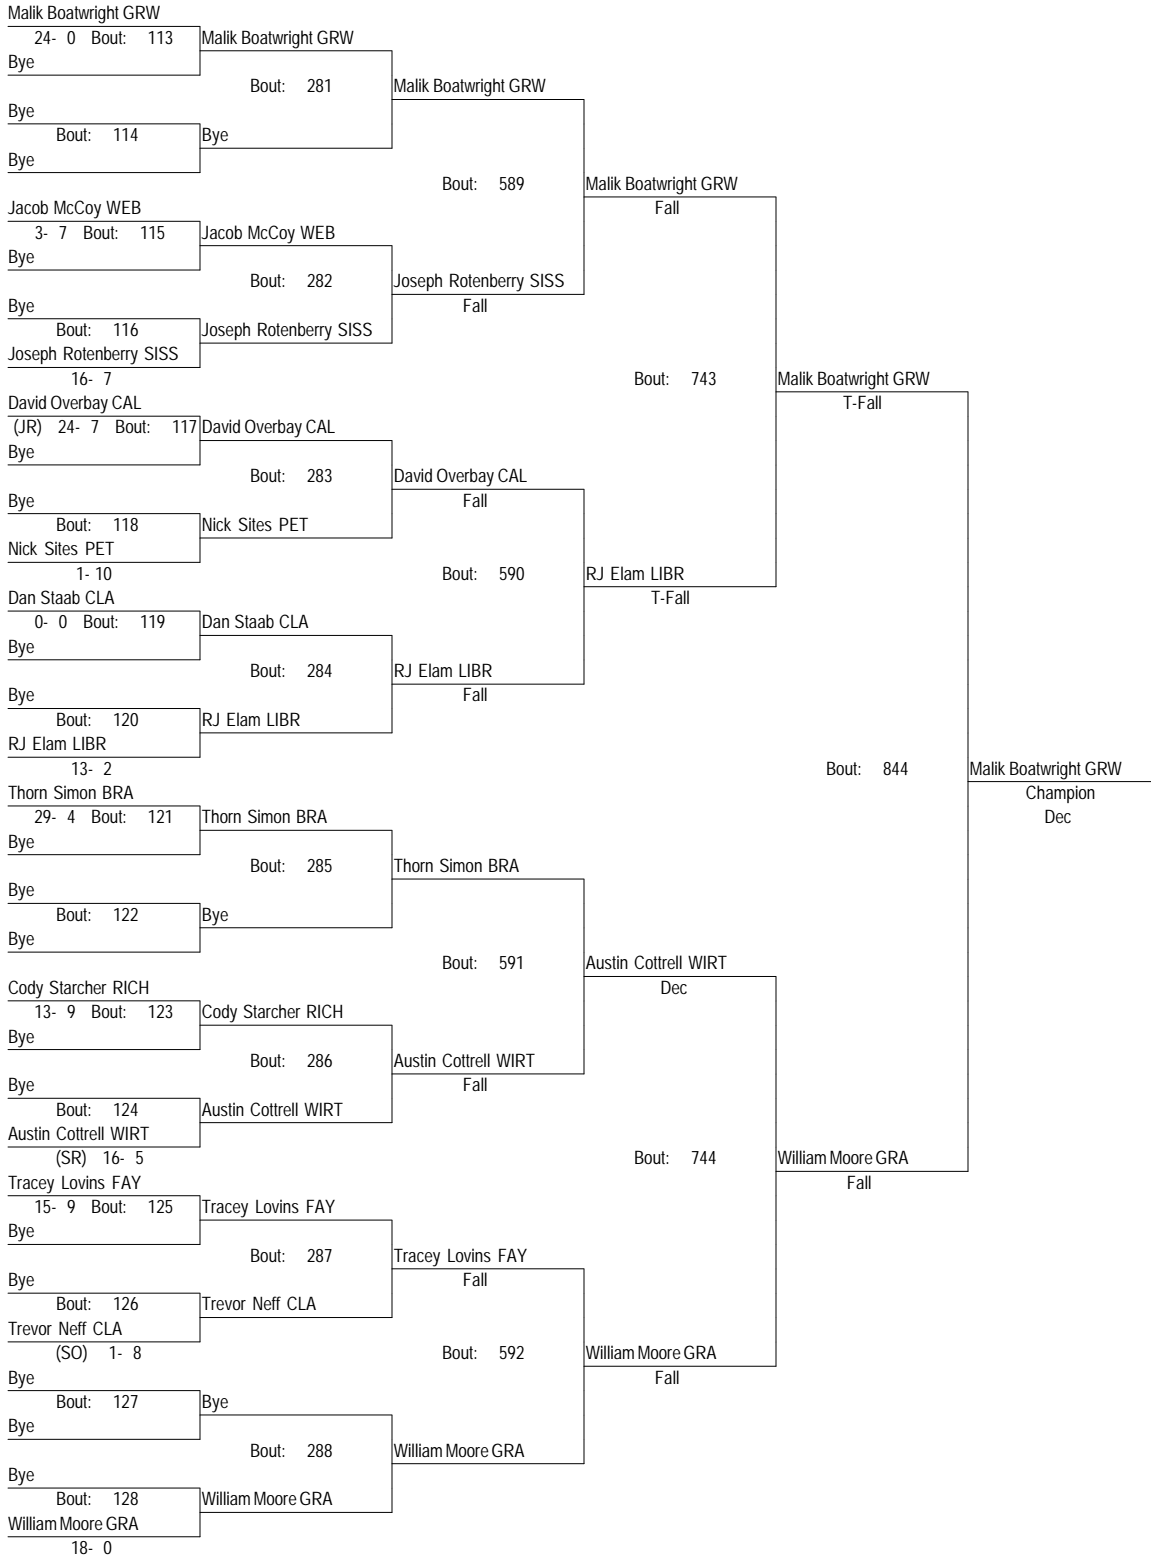 Malik Boatwright GRW
24- 0 Bout: 113 Malik Boatwright GRW
Bye
Bout: 281 Malik Boatwright GRW
Bye
Bout: 114 Bye
Bye
Bout: 589 Malik Boatwright GRW
Jacob McCoy WEB Fall
3- 7 Bout: 115 Jacob McCoy WEB
Bye
Bout: 282 Joseph Rotenberry SISS
Bye Fall
Bout: 116 Joseph Rotenberry SISS
Joseph Rotenberry SISS
16- 7 Bout: 743 Malik Boatwright GRW
David Overbay CAL T-Fall
(JR) 24- 7 Bout: 117 David Overbay CAL
Bye
Bout: 283 David Overbay CAL
Bye Fall
Bout: 118 Nick Sites PET
Nick Sites PET
1- 10 Bout: 590 RJ Elam LIBR
Dan Staab CLA T-Fall
0- 0 Bout: 119 Dan Staab CLA
Bye
Bout: 284 RJ Elam LIBR
Bye Fall
Bout: 120 RJ Elam LIBR
RJ Elam LIBR
13- 2 Bout: 844 Malik Boatwright GRW
Thorn Simon BRA Champion
29- 4 Bout: 121 Thorn Simon BRA Dec
Bye
Bout: 285 Thorn Simon BRA
Bye
Bout: 122 Bye
Bye
Bout: 591 Austin Cottrell WIRT
Cody Starcher RICH Dec
13- 9 Bout: 123 Cody Starcher RICH
Bye
Bout: 286 Austin Cottrell WIRT
Bye Fall
Bout: 124 Austin Cottrell WIRT
Austin Cottrell WIRT
(SR) 16- 5 Bout: 744 William Moore GRA
Tracey Lovins FAY Fall
15- 9 Bout: 125 Tracey Lovins FAY
Bye
Bout: 287 Tracey Lovins FAY
Bye Fall
Bout: 126 Trevor Neff CLA
Trevor Neff CLA
(SO) 1- 8 Bout: 592 William Moore GRA
Bye Fall
Bout: 127 Bye
Bye
Bout: 288 William Moore GRA
Bye
Bout: 128 William Moore GRA
William Moore GRA
18- 0